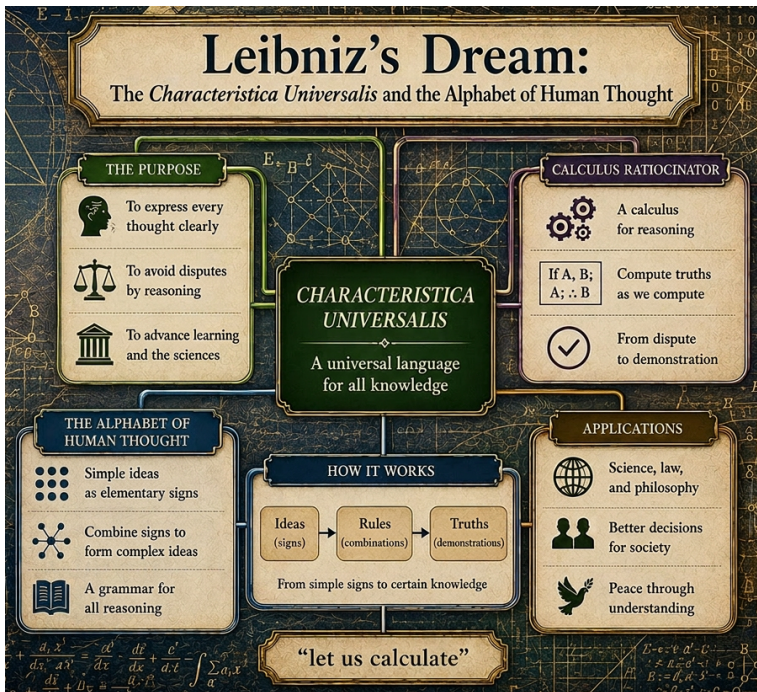 Leibniz's Dream:
The Characteristica Universalis and the Alphabet of Human Thought
THE PURPOSE
To express every
thought clearly
To avoid disputes
by reasoning
To advance learning
and the sciences
CALCULUS RATIOCINATOR
A calculus
for reasoning
If A, B;
A; ∴ B
Compute truths
as we compute
From dispute
to demonstration
CHARACTERISTICA
UNIVERSALIS
A universal language
for all knowledge
THE ALPHABET OF
HUMAN THOUGHT
Simple ideas
as elementary signs
Combine signs to
form complex ideas
A grammar for
all reasoning
HOW IT WORKS
Ideas
(signs)
Rules
(combinations)
Truths
(demonstrations)
From simple signs to certain knowledge
APPLICATIONS
Science, law,
and philosophy
Better decisions
for society
Peace through
understanding
"let us calculate"